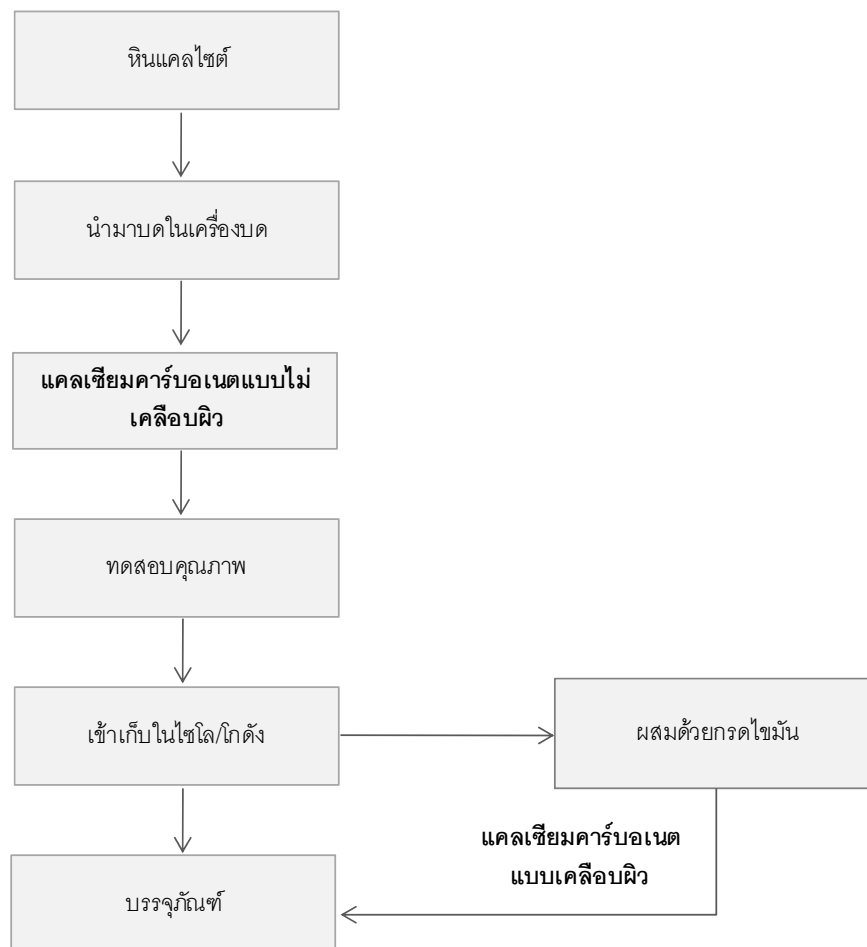 หินแคลไซต์
นำมาบดในเครื่องบด
แคลเซียมคาร์บอเนตแบบไม่
เคลือบผิว
ทดสอบคุณภาพ
เข้าเก็บในไซโล/โกดัง
ผสมด้วยกรดไขมัน
แคลเซียมคาร์บอเนต
แบบเคลือบผิว
บรรจุภัณฑ์